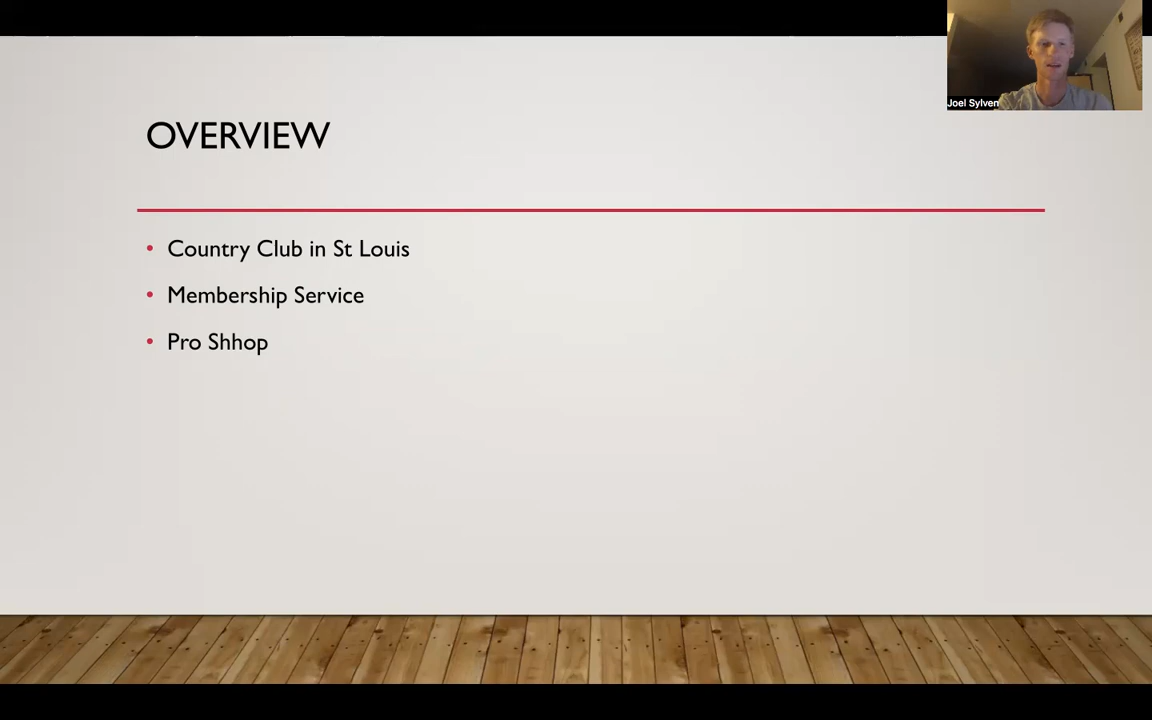 Joel Sylven
OVERVIEW
• Country Club in St Louis
• Membership Service
• Pro Shhop